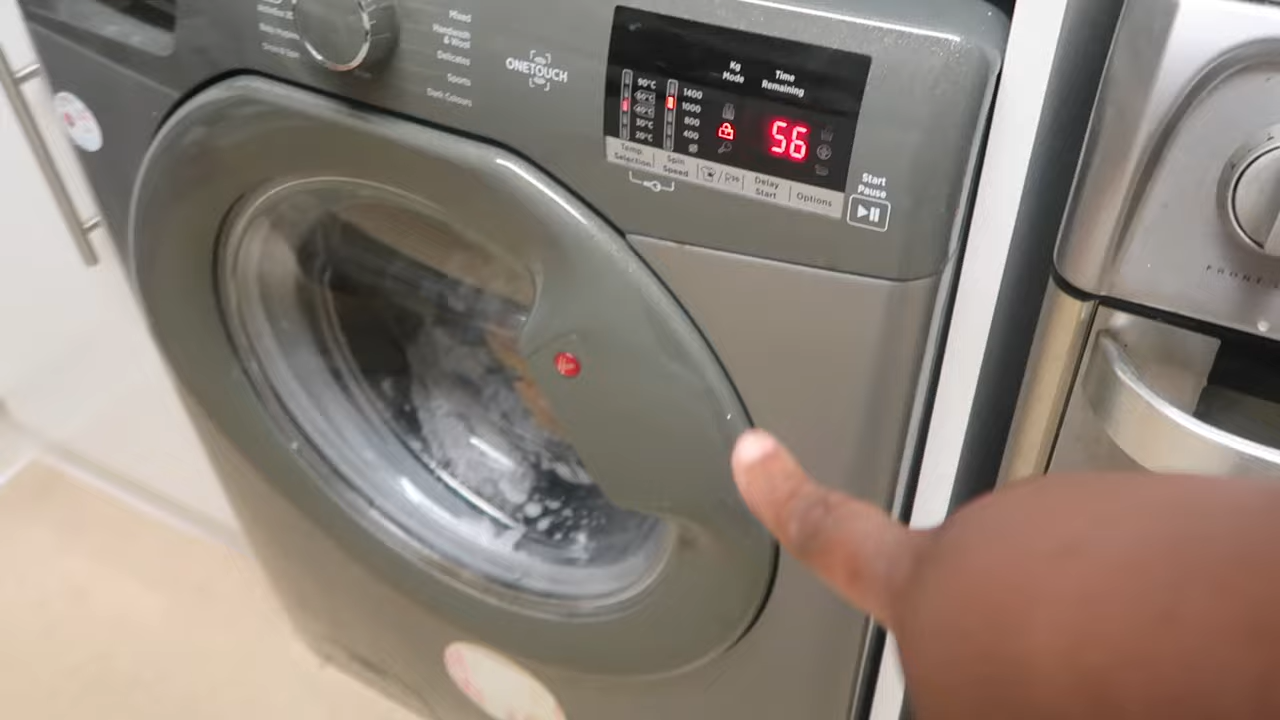 Mixed
Handwash
& Wool
Delicates
Sports
Dark Colours
ONETOUCH
Kg
Mode
Time
Remaining
90°C
60°C
40°C
30°C
20°C
1400
1000
800
400
56
Temp.
Selection
Spin
Speed
Delay
Start
Options
Start
Pause